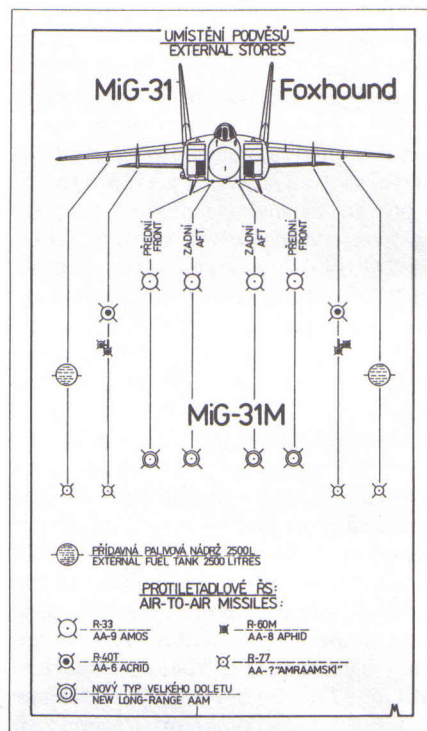 UMÍSTĚNÍ PODVĚSŮ
EXTERNAL STORES
MiG-31 Foxhound
PŘEDNÍ
FRONT
ZADNÍ
AFT
ZADNÍ
AFT
PŘEDNÍ
FRONT
MiG-31M
PŘÍDAVNÁ PALIVOVÁ NÁDRŽ 2500L
EXTERNAL FUEL TANK 2500 LITRES
PROTILETADLOVÉ ŘS:
AIR-TO-AIR MISSILES:
R-33
AA-9 AMOS
R-40T
AA-6 ACRID
NOVÝ TYP VELKÉHO DOLETU
NEW LONG-RANGE AAM
R-60M
AA-8 APHID
R-77
AA-? "AMRAAMSKI"
M